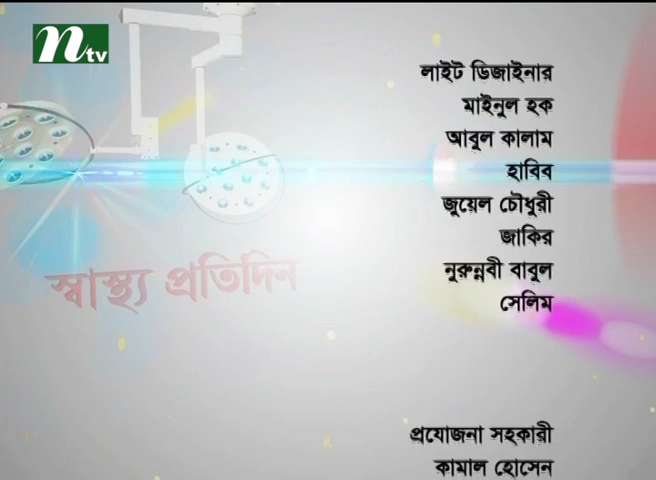 ntv
লাইট ডিজাইনার
মাইনুল হক
আবুল কালাম
হাবিব
জুয়েল চৌধুরী
জাকির
নুরুন্নবী বাবুল
সেলিম
স্বাস্থ্য প্রতিদিন
প্রযোজনা সহকারী
কামাল হোসেন